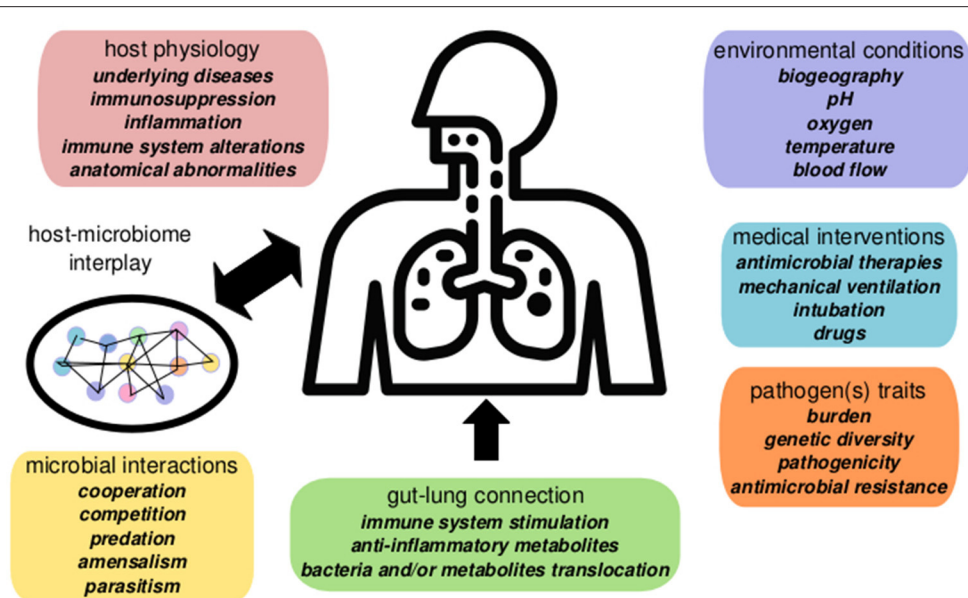 host physiology
underlying diseases
immunosuppression
inflammation
immune system alterations
anatomical abnormalities
environmental conditions
biogeography
pH
oxygen
temperature
blood flow
host-microbiome
interplay
medical interventions
antimicrobial therapies
mechanical ventilation
intubation
drugs
pathogen(s) traits
burden
genetic diversity
pathogenicity
antimicrobial resistance
microbial interactions
cooperation
competition
predation
amensalism
parasitism
gut-lung connection
immune system stimulation
anti-inflammatory metabolites
bacteria and/or metabolites translocation